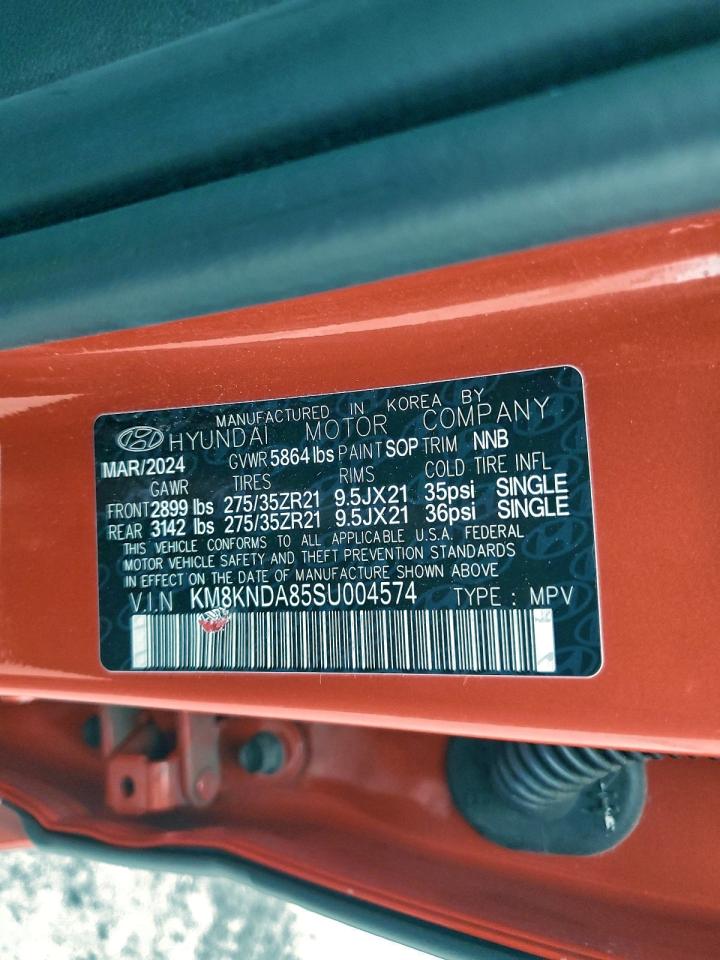 MANUFACTURED IN KOREA BY
HYUNDAI MOTOR COMPANY
MAR/2024 GVWR 5864 lbs PAINT SOP TRIM NNB
GAWR TIRES RIMS COLD TIRE INFL
FRONT 2899 lbs 275/35ZR21 9.5JX21 35psi SINGLE
REAR 3142 lbs 275/35ZR21 9.5JX21 36psi SINGLE
THIS VEHICLE CONFORMS TO ALL APPLICABLE U.S.A. FEDERAL
MOTOR VEHICLE SAFETY AND THEFT PREVENTION STANDARDS
IN EFFECT ON THE DATE OF MANUFACTURE SHOWN ABOVE
V.I.N KM8KNDA85SU004574 TYPE : MPV